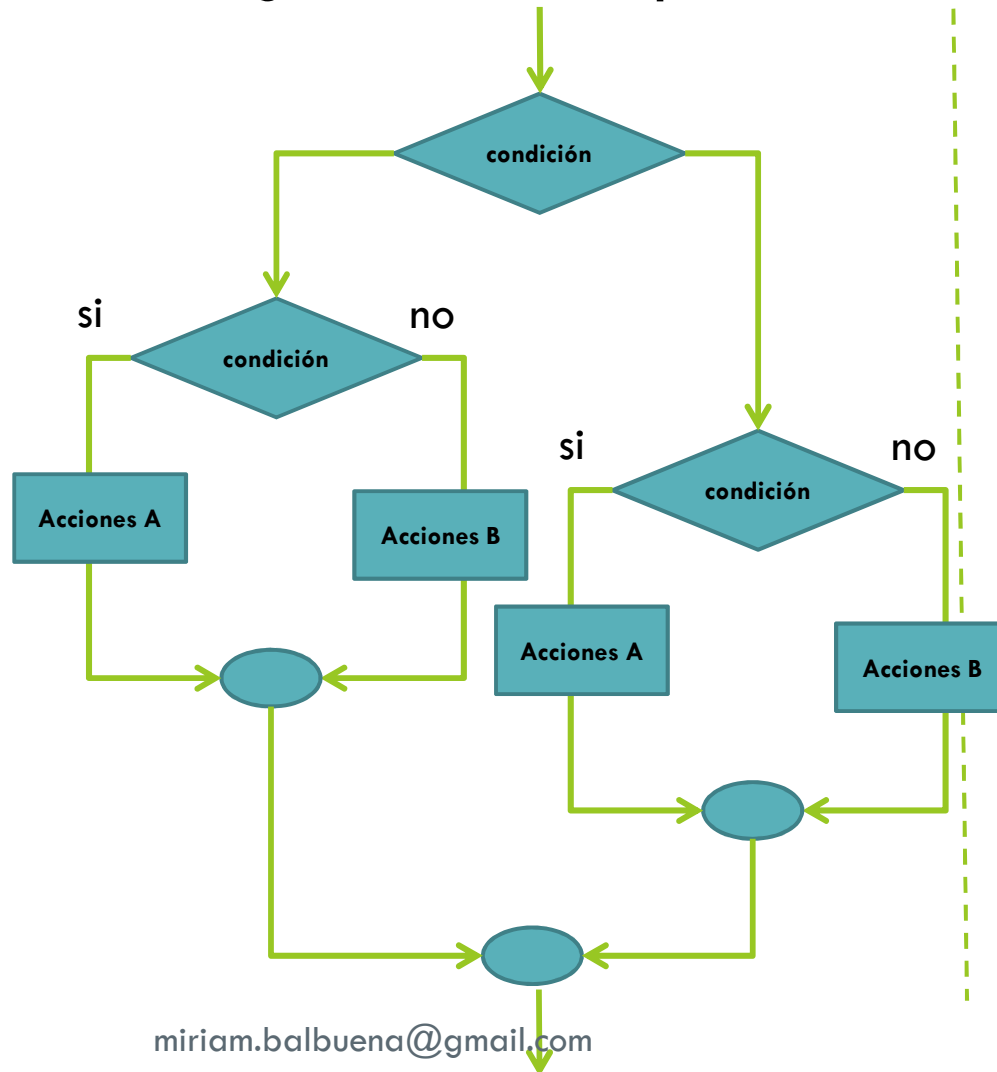 condición
si
no
condición
si
no
condición
Acciones A
Acciones B
Acciones A
Acciones B
miriam.balbuena@gmail.com